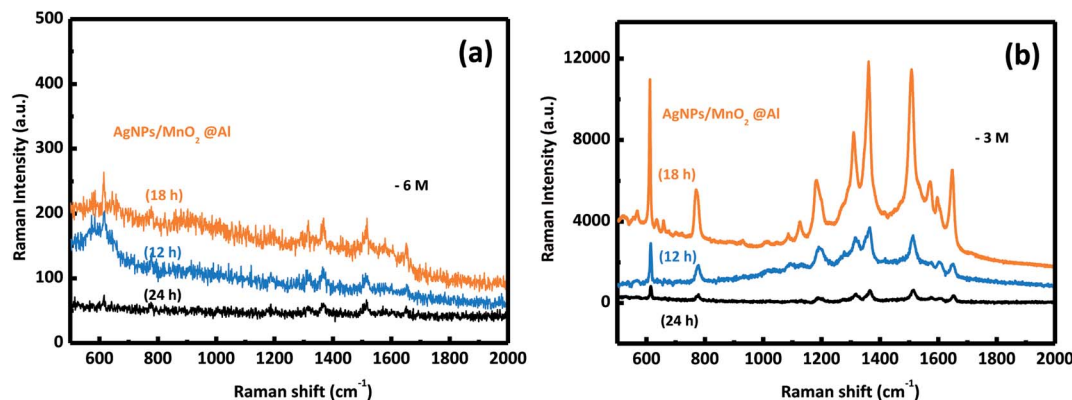 500
400
300
200
100
0
Raman Intensity (a.u.)
(a)
AgNPs/MnO₂ @Al
- 6 M
(18 h)
(12 h)
(24 h)
600 800 1000 1200 1400 1600 1800 2000
Raman shift (cm⁻¹)
12000
8000
4000
0
Raman Intensity (a.u.)
(b)
AgNPs/MnO₂ @Al
- 3 M
(18 h)
(12 h)
(24 h)
600 800 1000 1200 1400 1600 1800 2000
Raman shift (cm⁻¹)